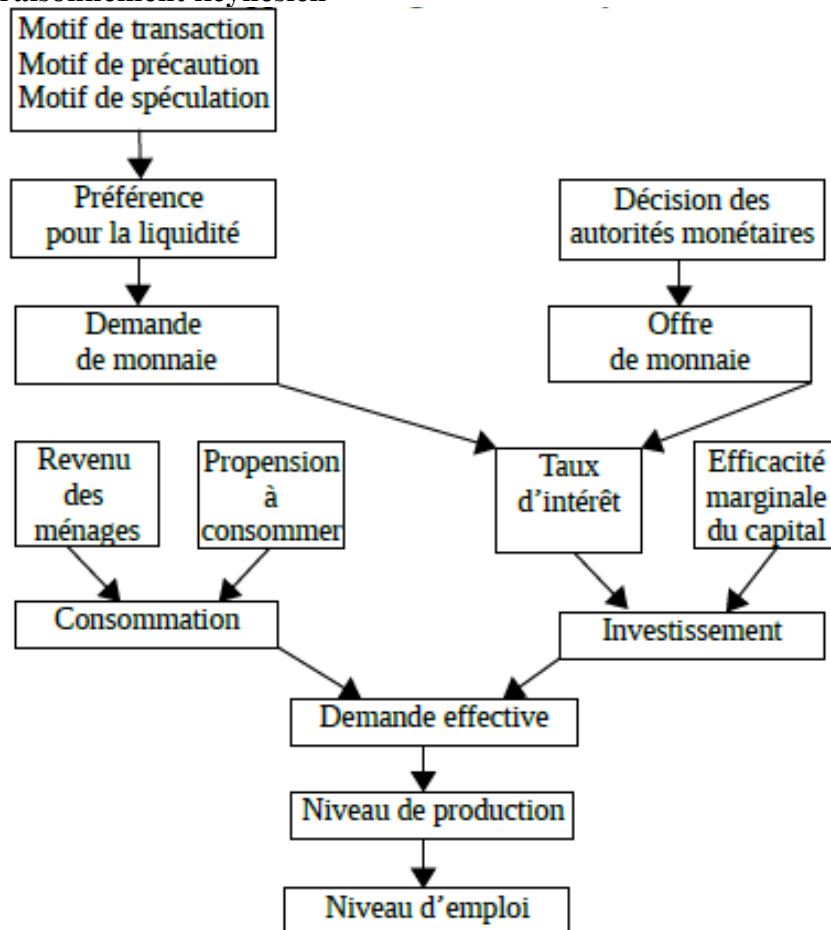 Motif de transaction
Motif de précaution
Motif de spéculation
Préférence
pour la liquidité
Décision des
autorités monétaires
Demande
de monnaie
Offre
de monnaie
Revenu
des
ménages
Propension
à
consommer
Taux
d’intérêt
Efficacité
marginale
du capital
Consommation
Investissement
Demande effective
Niveau de production
Niveau d’emploi